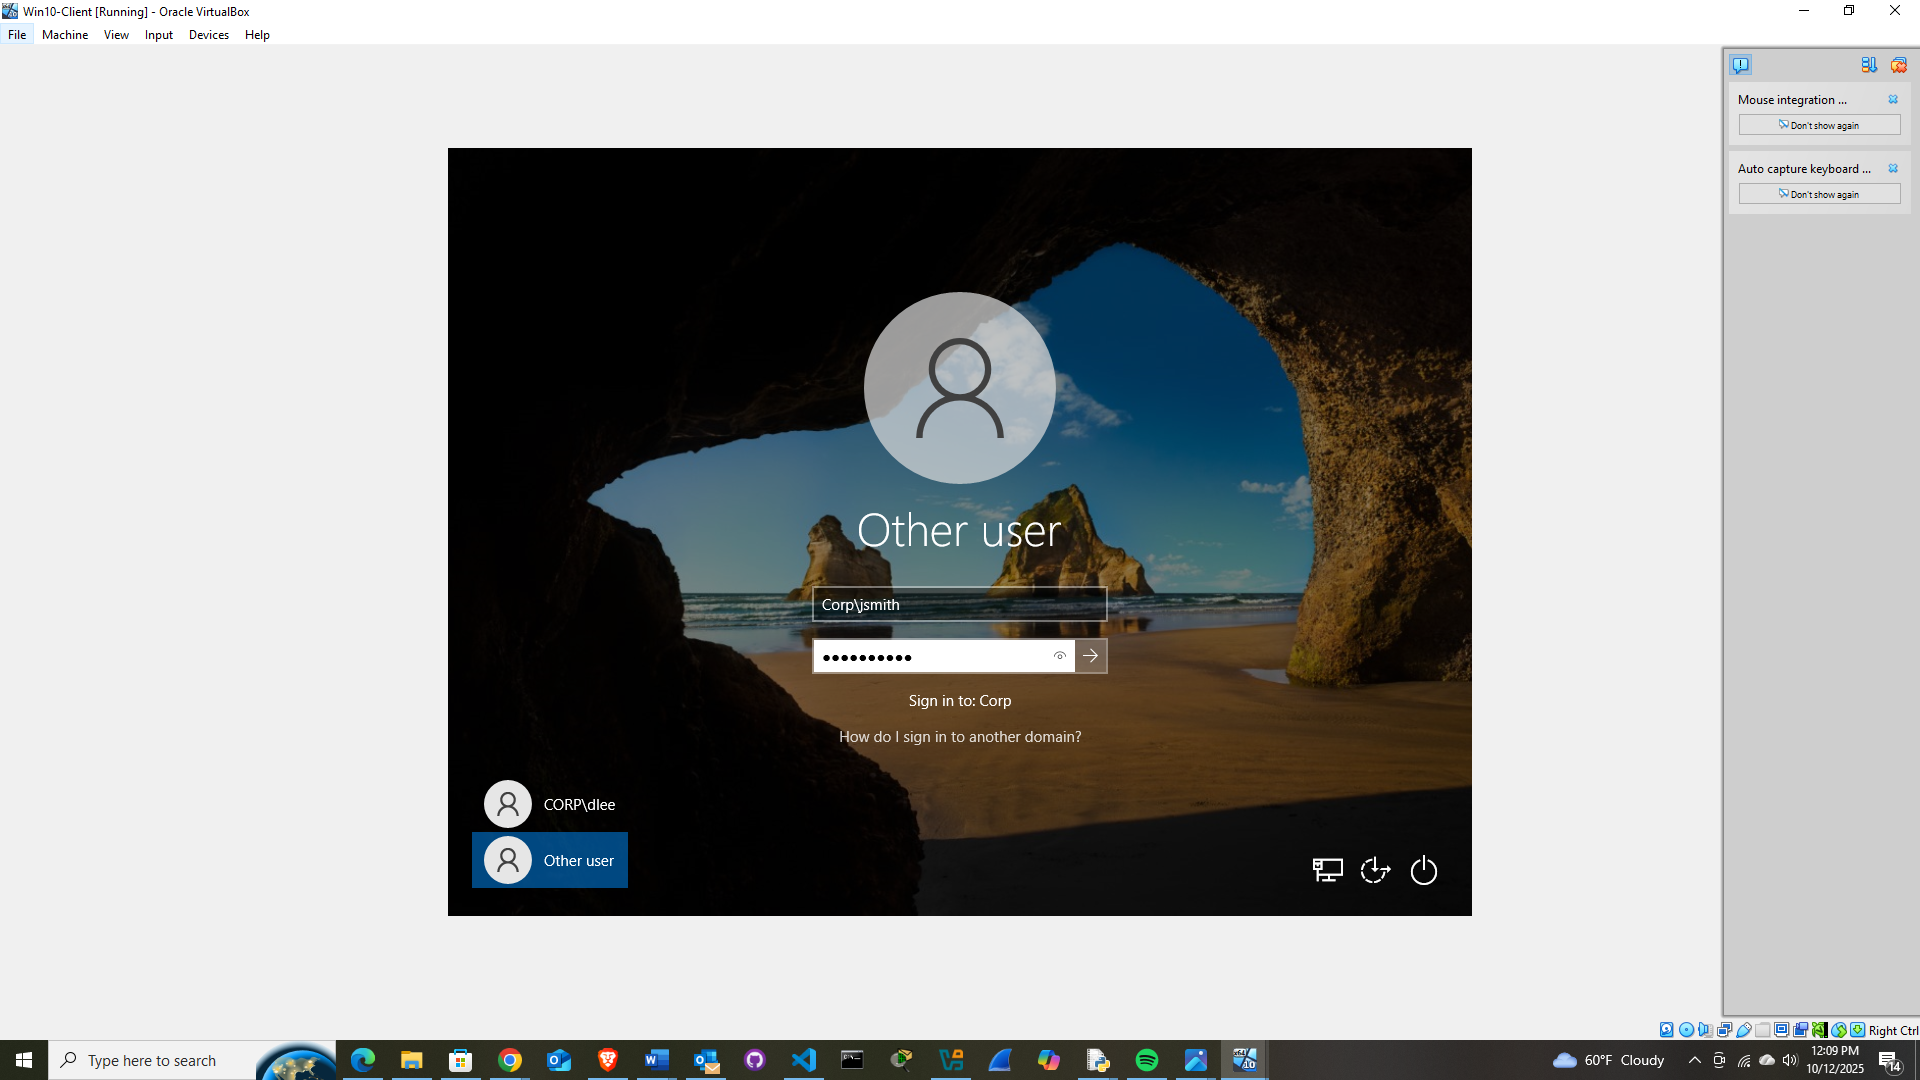 Win10-Client [Running] - Oracle VirtualBox
File Machine View Input Devices Help
Mouse integration ...
Don't show again
Auto capture keyboard ...
Don't show again
Other user
Corp\jsmith
●●●●●●●●●●
Sign in to: Corp
How do I sign in to another domain?
CORP\dlee
Other user
Right Ctrl
Type here to search
60°F Cloudy
12:09 PM
10/12/2025
14